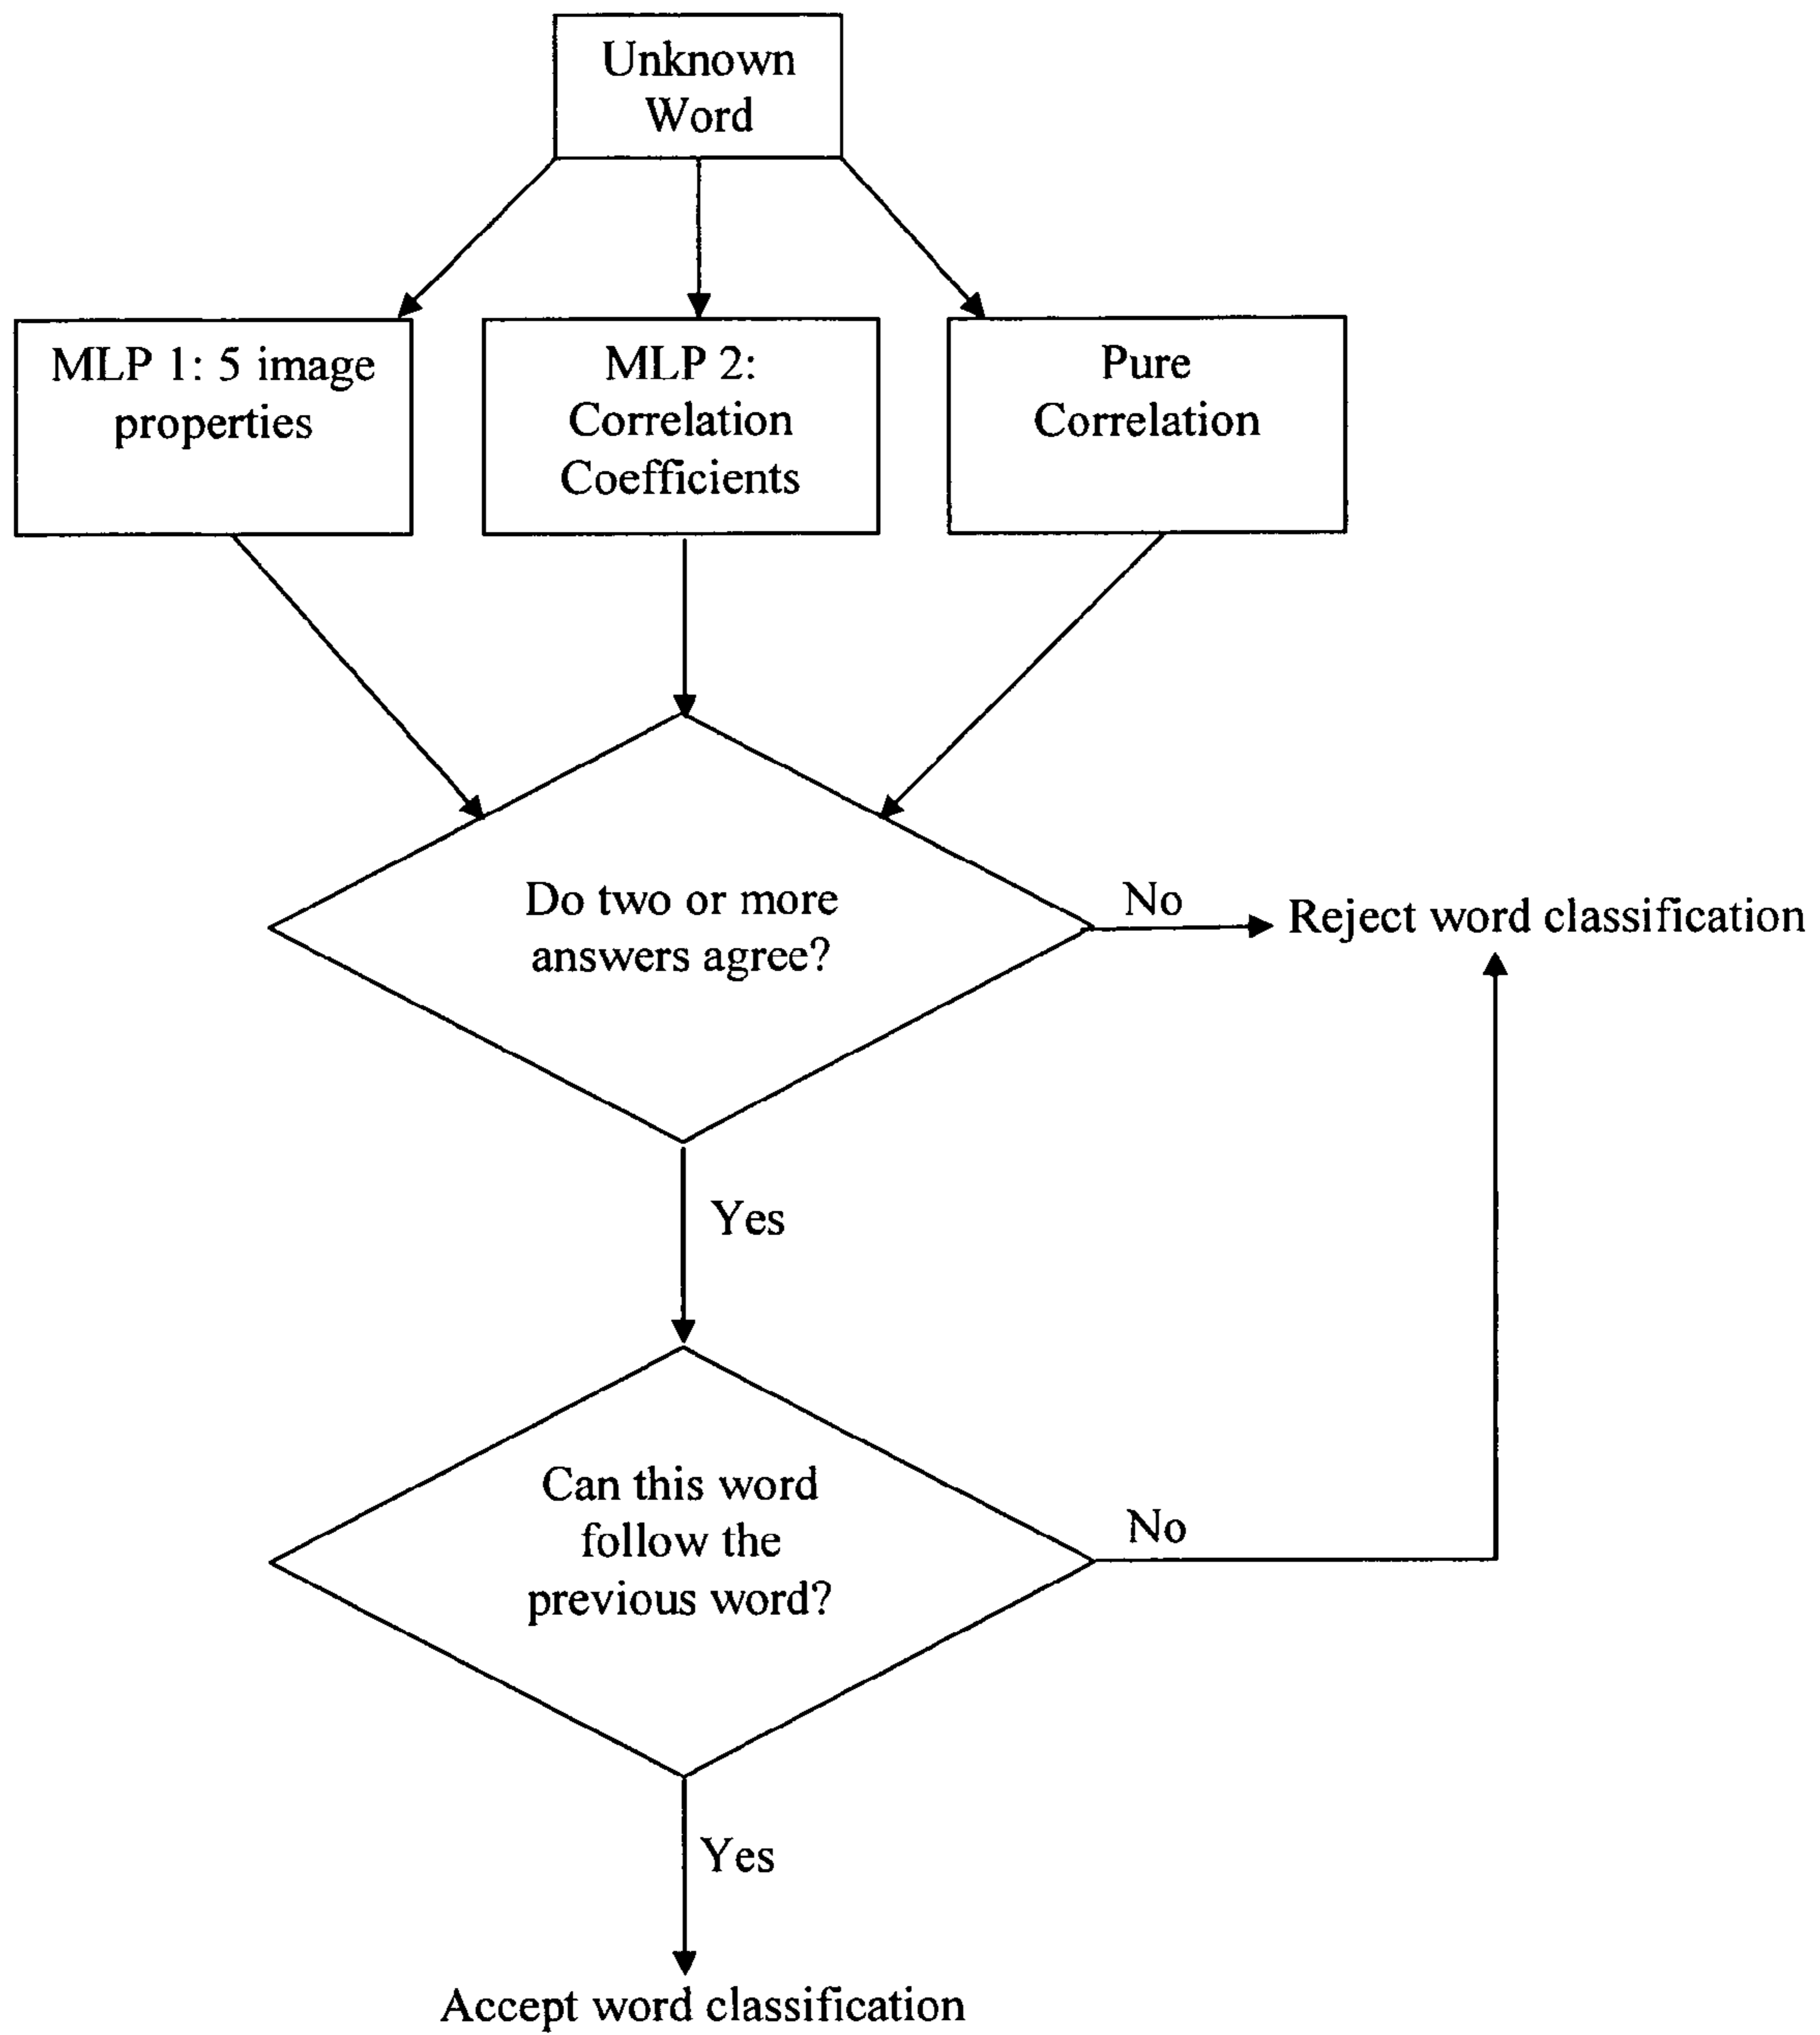 Unknown
Word
MLP 1: 5 image
properties
MLP 2:
Correlation
Coefficients
Pure
Correlation
Do two or more
answers agree?
No
Reject word classification
Yes
Can this word
follow the
previous word?
No
Yes
Accept word classification